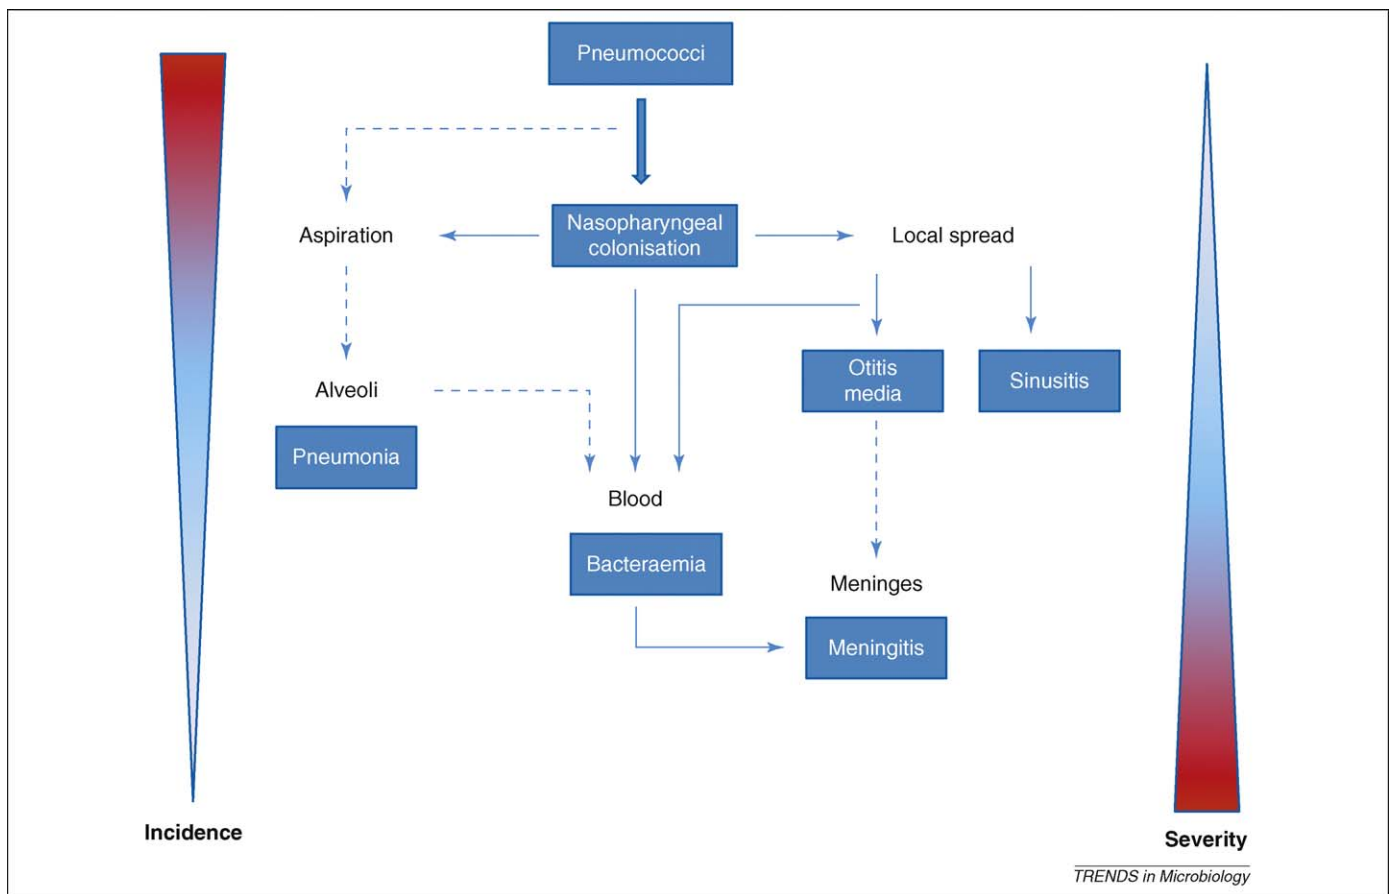 Pneumococci
Nasopharyngeal
colonisation
Aspiration
Local spread
Alveoli
Pneumonia
Otitis
media
Sinusitis
Blood
Bacteraemia
Meninges
Meningitis
Incidence
Severity
TRENDS in Microbiology